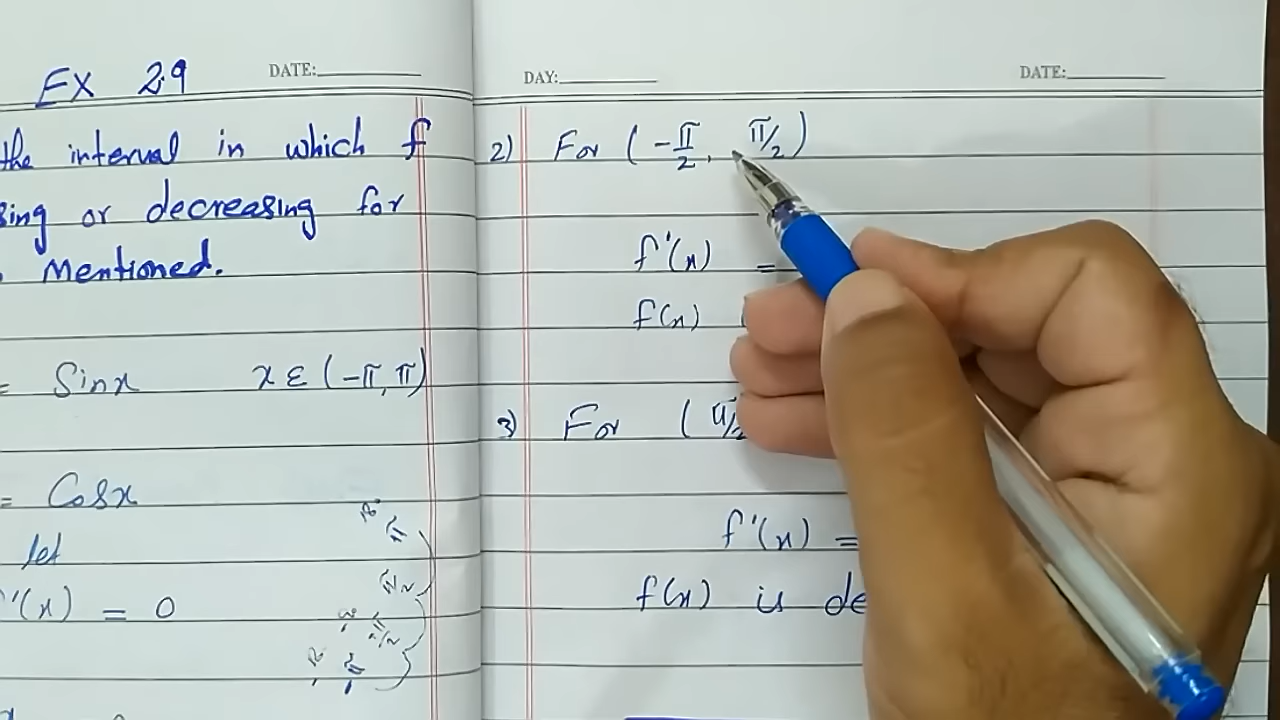 EX 2.9 DATE:
the interval in which f
sing or decreasing for
Mentioned.
= Sinx x ε (-π, π)
= Cosx
let
'(x) = 0
DAY: DATE:
2) For (-π/2, π/2)
f'(x) =
f(x)
3) For (π/2
f'(x) =
f(x) is de